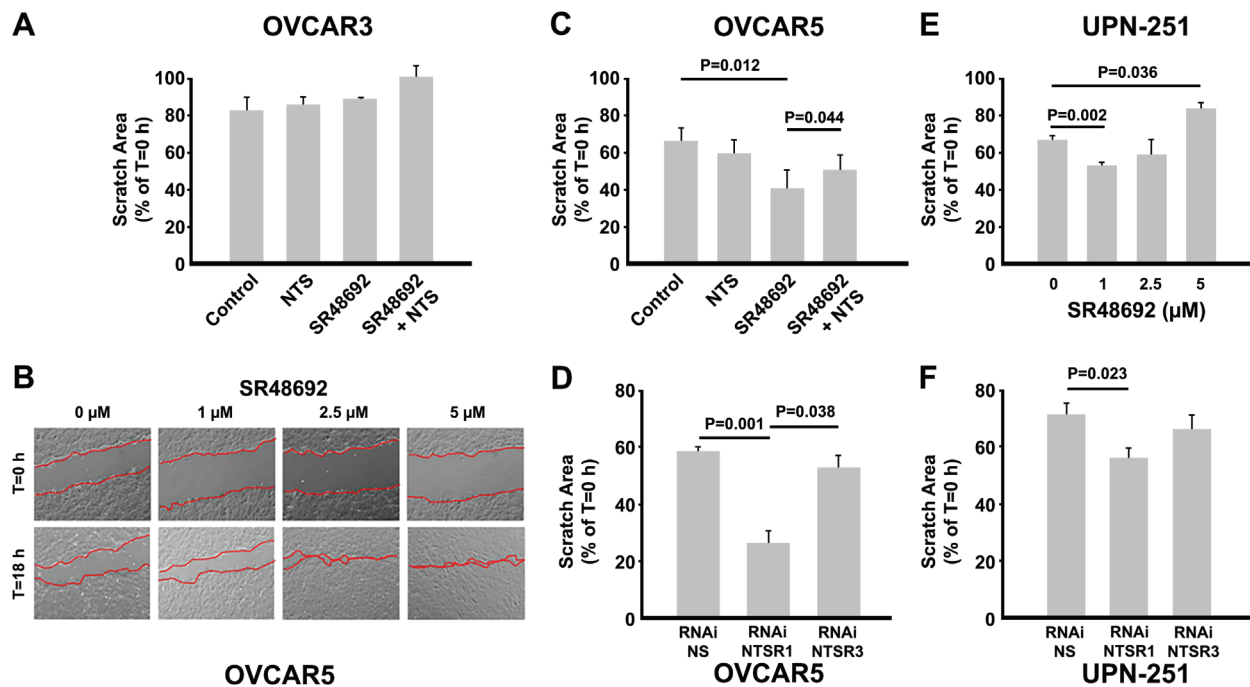 A
OVCAR3
Scratch Area
(% of T=0 h)
100
80
60
40
20
0
Control
NTS
SR48692
SR48692
+ NTS
B
SR48692
0 µM
1 µM
2.5 µM
5 µM
T=0 h
T=18 h
OVCAR5
C
OVCAR5
Scratch Area
(% of T=0 h)
100
80
60
40
20
0
P=0.012
P=0.044
Control
NTS
SR48692
SR48692
+ NTS
D
Scratch Area
(% of T=0 h)
80
60
40
20
0
P=0.001
P=0.038
RNAi
NS
RNAi
NTSR1
RNAi
NTSR3
OVCAR5
E
UPN-251
Scratch Area
(% of T=0 h)
100
80
60
40
20
0
P=0.036
P=0.002
0
1
2.5
5
SR48692 (µM)
F
Scratch Area
(% of T=0 h)
80
60
40
20
0
P=0.023
RNAi
NS
RNAi
NTSR1
RNAi
NTSR3
UPN-251